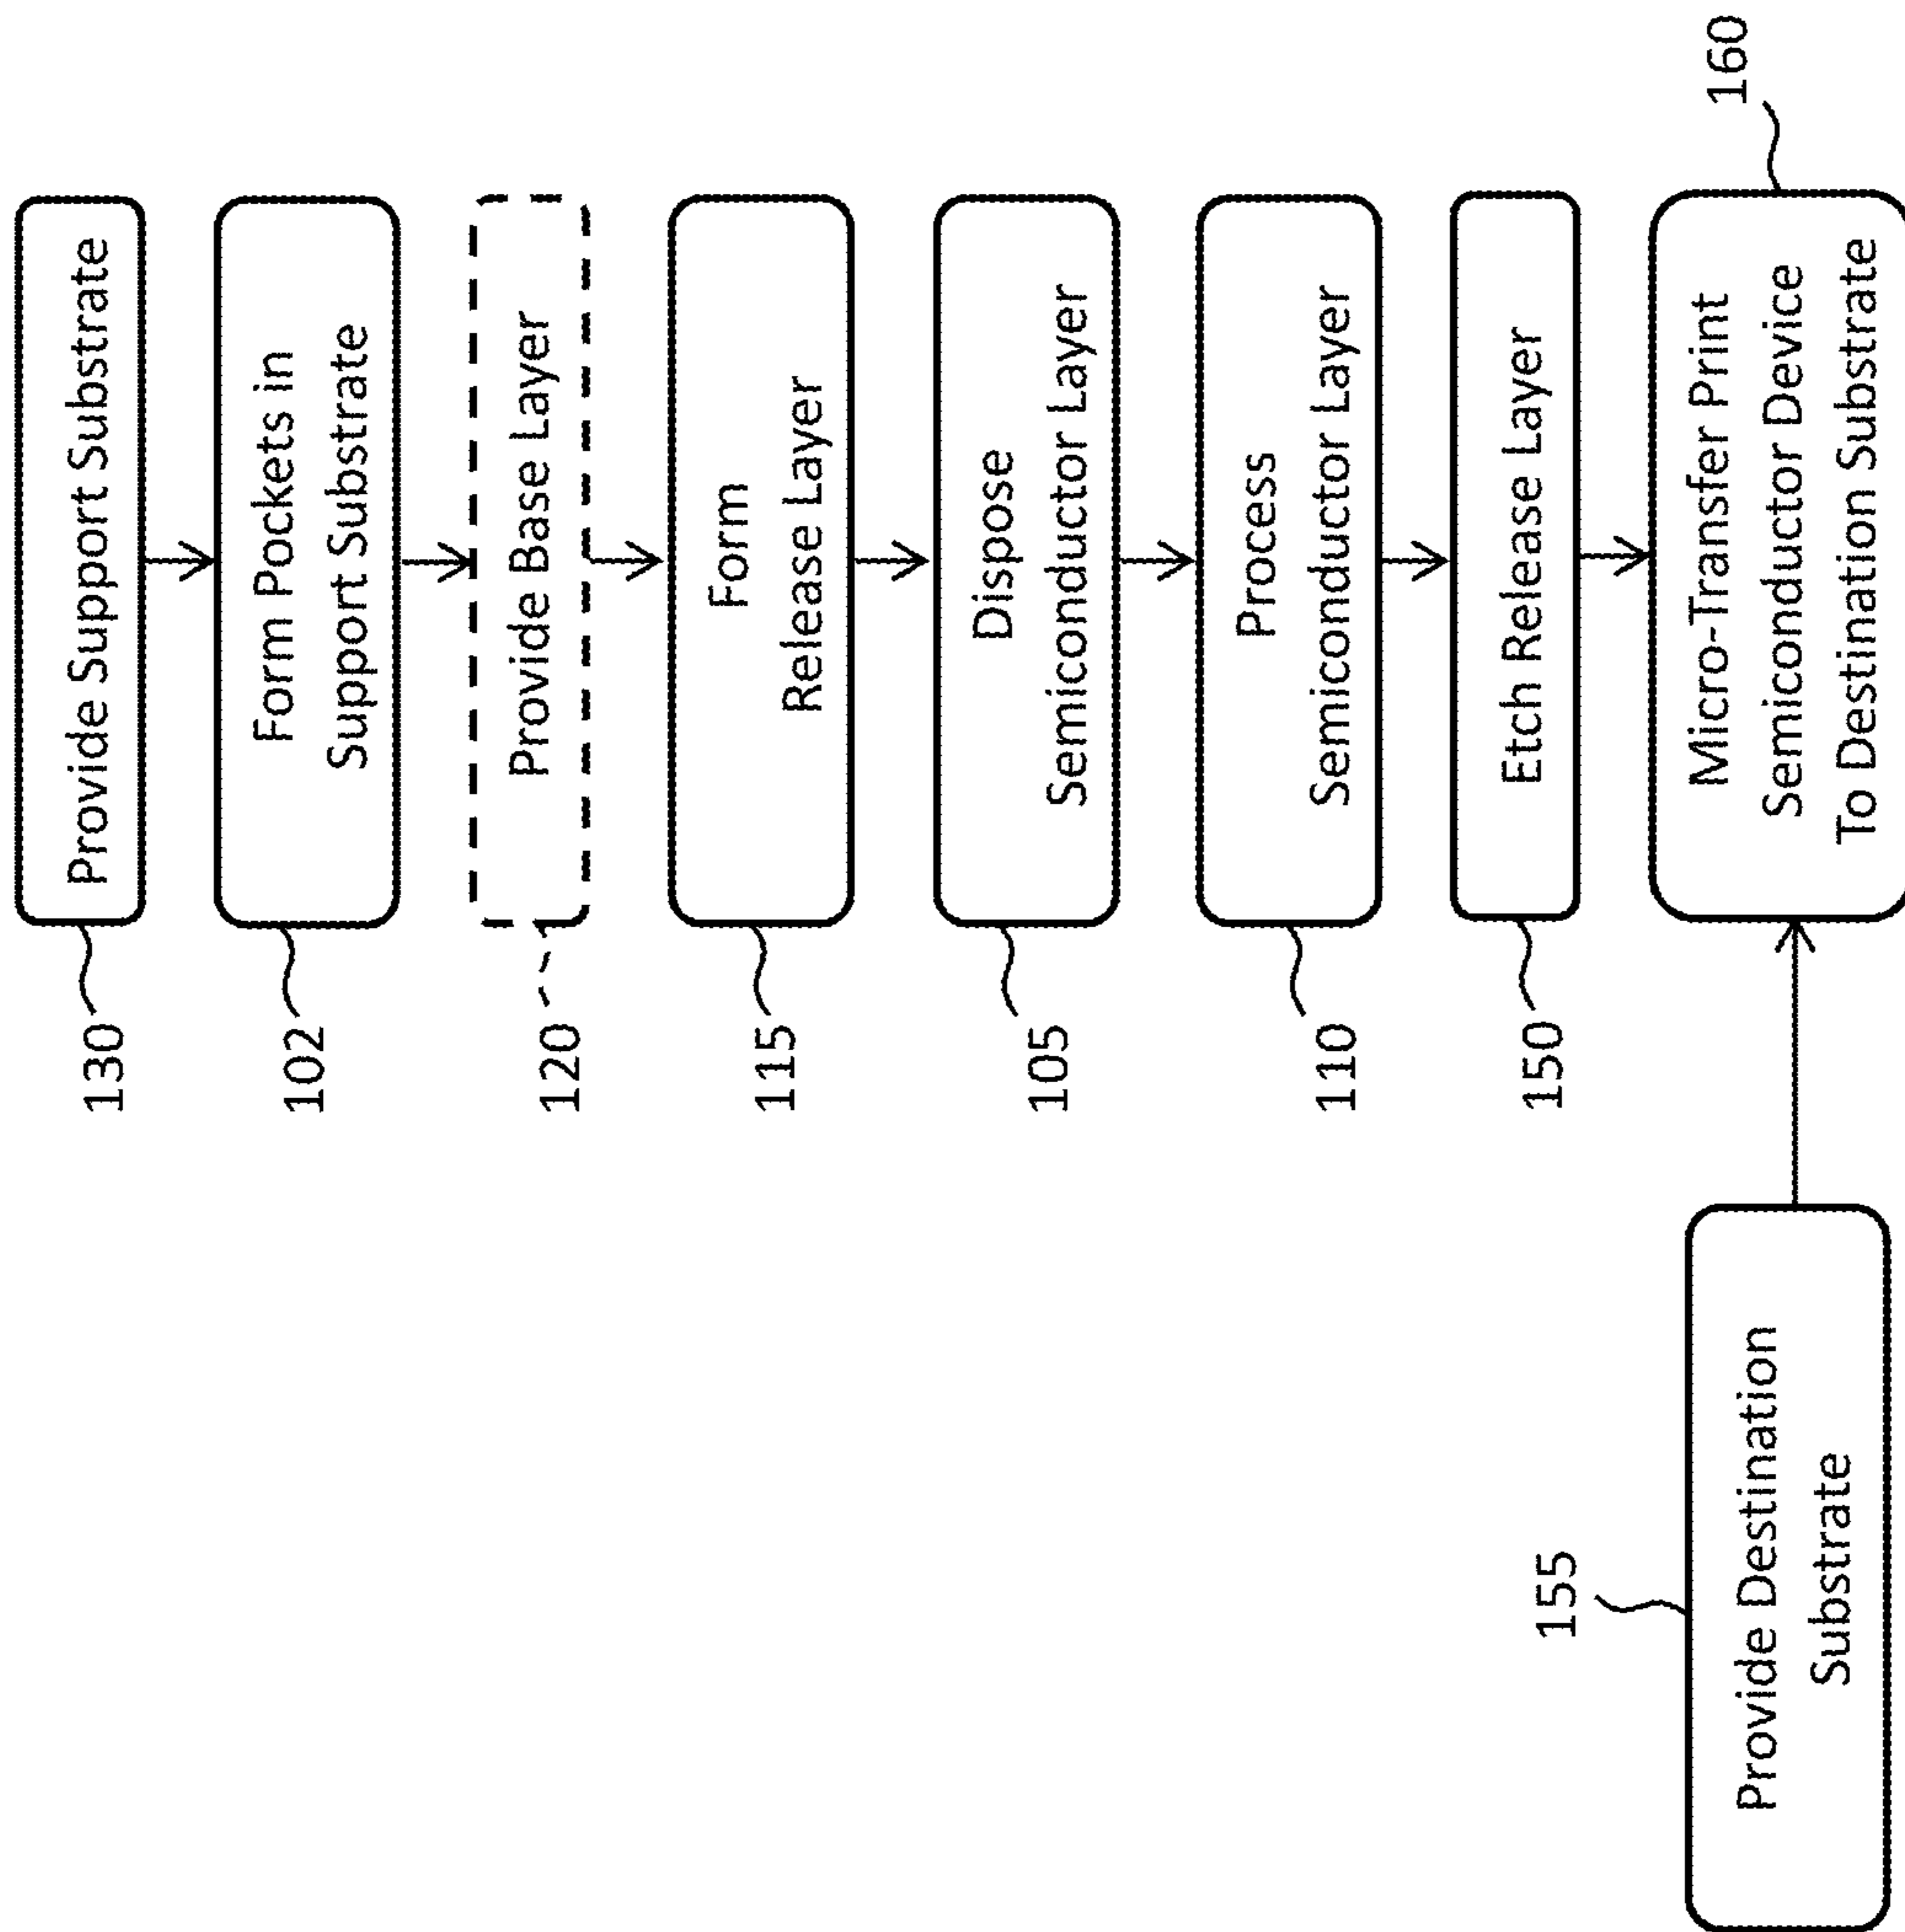 130
Provide Support Substrate
102
Form Pockets in
Support Substrate
120
Provide Base Layer
115
Form
Release Layer
105
Dispose
Semiconductor Layer
110
Process
Semiconductor Layer
150
Etch Release Layer
155
Provide Destination
Substrate
160
Micro-Transfer Print
Semiconductor Device
To Destination Substrate